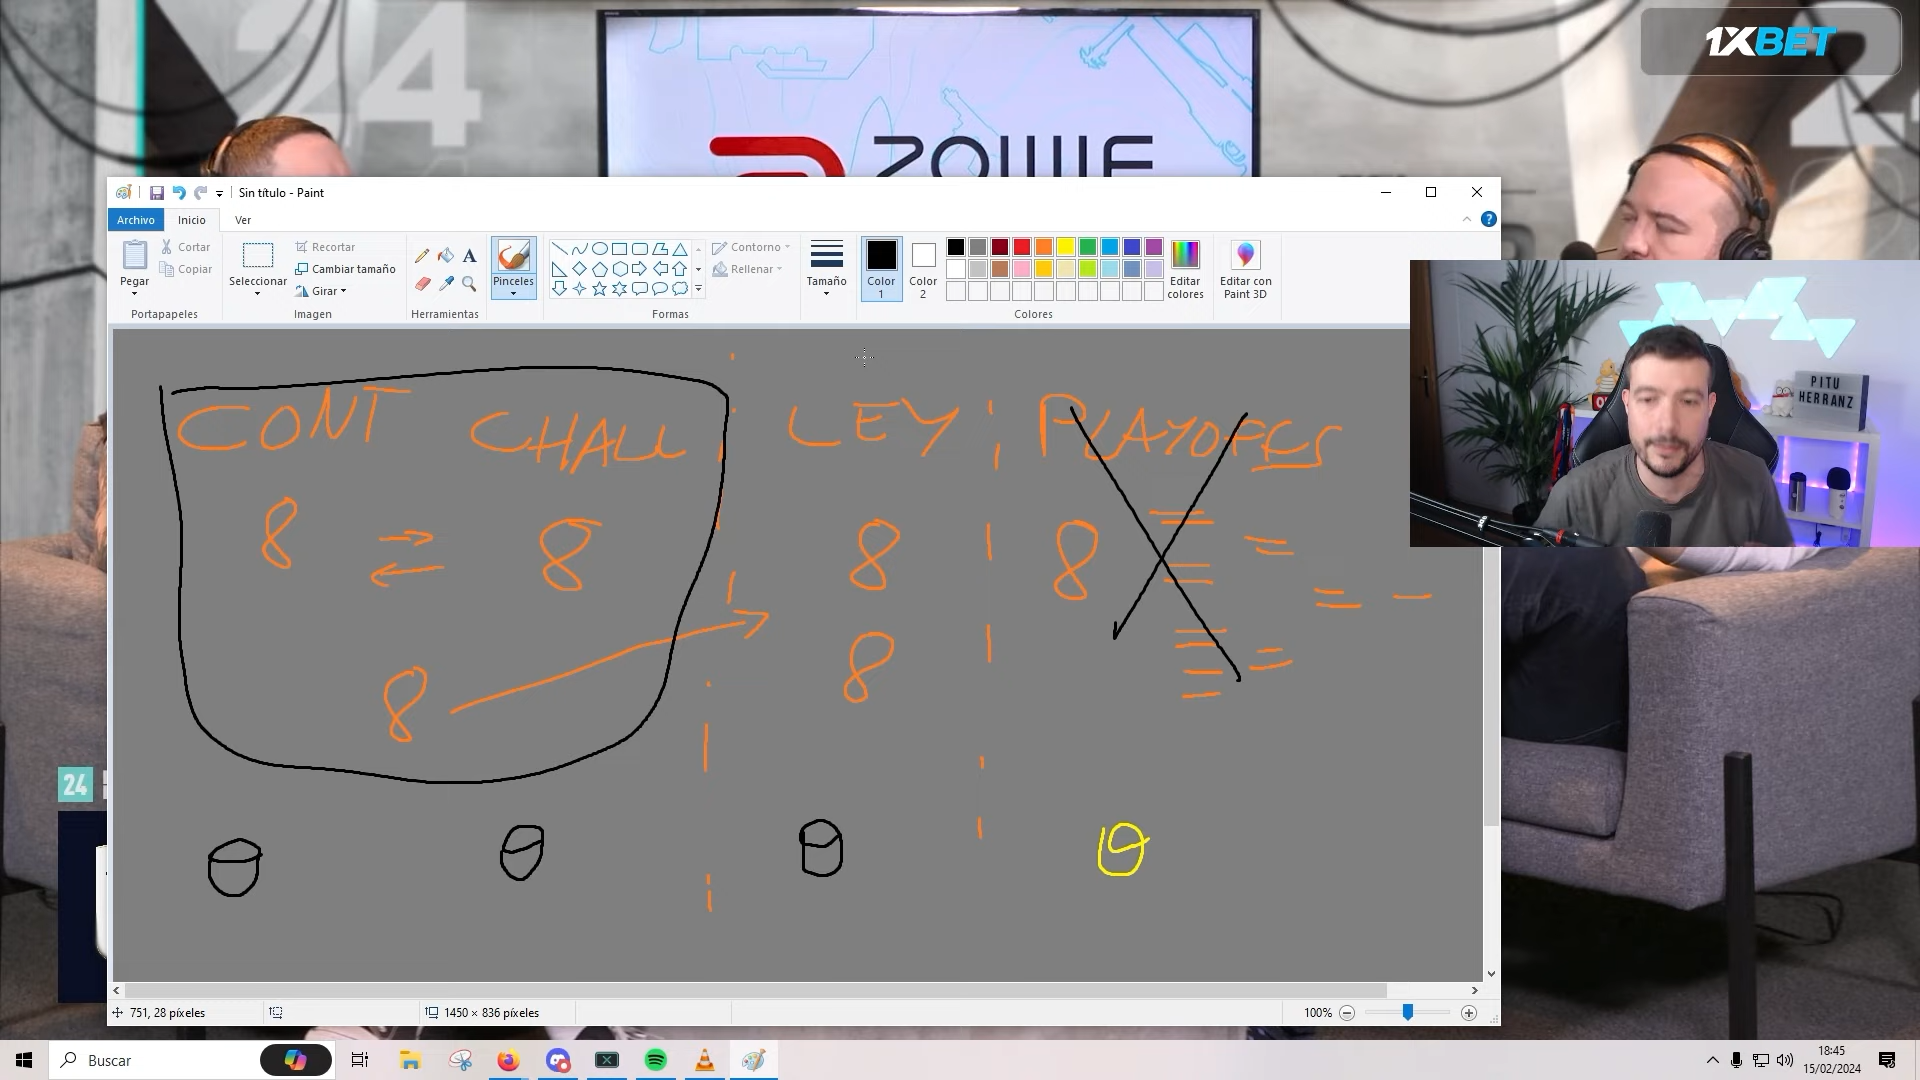 24
1XBET
ZOWIE
Sin título - Paint
Archivo
Inicio
Ver
Pegar
Cortar
Copiar
Portapapeles
Seleccionar
Recortar
Cambiar tamaño
Girar
Imagen
A
Herramientas
Pinceles
Contorno
Rellenar
Formas
Tamaño
Color
1
Color
2
Editar
colores
Colores
Editar con
Paint 3D
?
PITU
HERRANZ
CONT CHALL LEY PLAYOFFS
8 8 8 8
8 8
24
751, 28 píxeles
1450 × 836 píxeles
100%
Buscar
18:45
15/02/2024